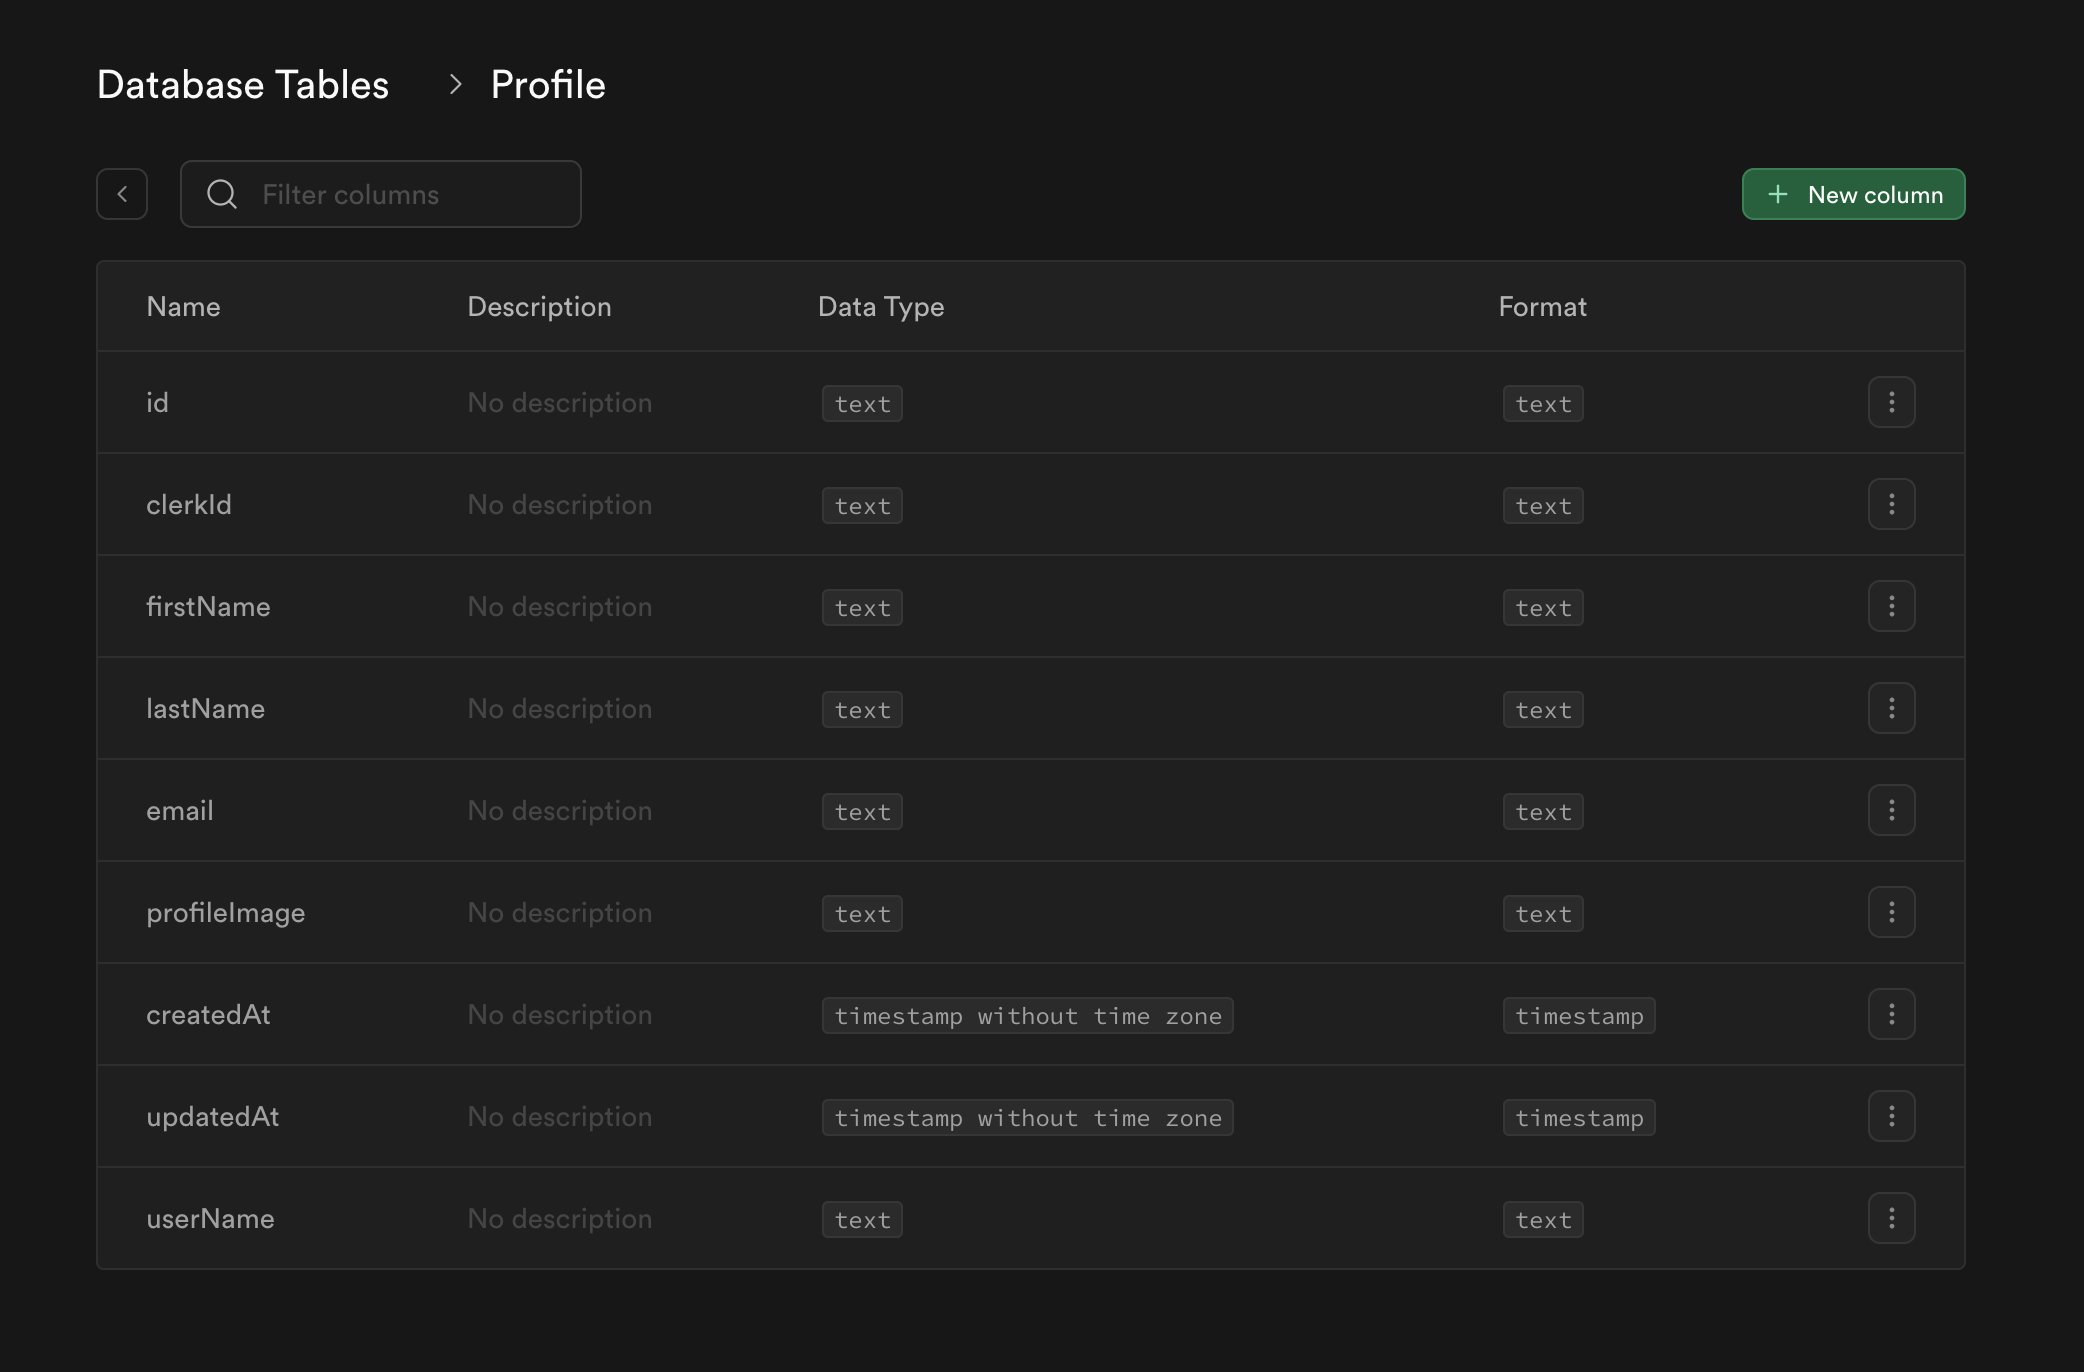 Database Tables > Profile
Filter columns
New column
Name Description Data Type Format
id No description text text
clerkId No description text text
firstName No description text text
lastName No description text text
email No description text text
profileImage No description text text
createdAt No description timestamp without time zone timestamp
updatedAt No description timestamp without time zone timestamp
userName No description text text